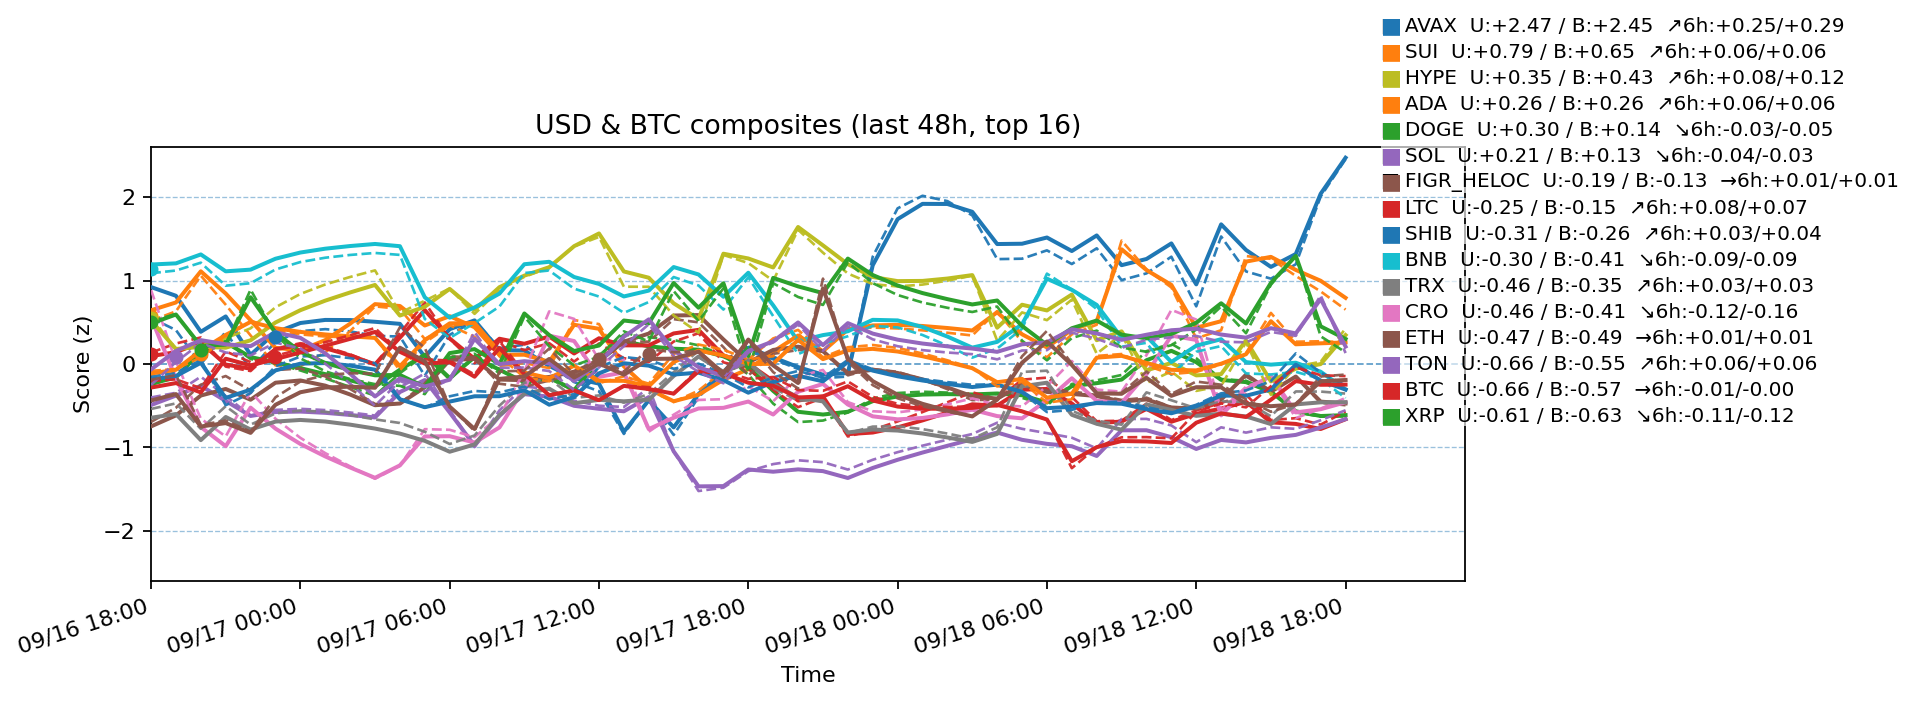 AVAX  U:+2.47 / B:+2.45  ↗6h:+0.25/+0.29
SUI  U:+0.79 / B:+0.65  ↗6h:+0.06/+0.06
HYPE  U:+0.35 / B:+0.43  ↗6h:+0.08/+0.12
ADA  U:+0.26 / B:+0.26  ↗6h:+0.06/+0.06
DOGE  U:+0.30 / B:+0.14  ↘6h:-0.03/-0.05
SOL  U:+0.21 / B:+0.13  ↘6h:-0.04/-0.03
FIGR_HELOC  U:-0.19 / B:-0.13  →6h:+0.01/+0.01
LTC  U:-0.25 / B:-0.15  ↗6h:+0.08/+0.07
SHIB  U:-0.31 / B:-0.26  ↗6h:+0.03/+0.04
BNB  U:-0.30 / B:-0.41  ↘6h:-0.09/-0.09
TRX  U:-0.46 / B:-0.35  ↗6h:+0.03/+0.03
CRO  U:-0.46 / B:-0.41  ↘6h:-0.12/-0.16
ETH  U:-0.47 / B:-0.49  →6h:+0.01/+0.01
TON  U:-0.66 / B:-0.55  ↗6h:+0.06/+0.06
BTC  U:-0.66 / B:-0.57  →6h:-0.01/-0.00
XRP  U:-0.61 / B:-0.63  ↘6h:-0.11/-0.12
USD & BTC composites (last 48h, top 16)
Score (z)
2
1
0
−1
−2
09/16 18:00
09/17 00:00
09/17 06:00
09/17 12:00
09/17 18:00
09/18 00:00
09/18 06:00
09/18 12:00
09/18 18:00
Time